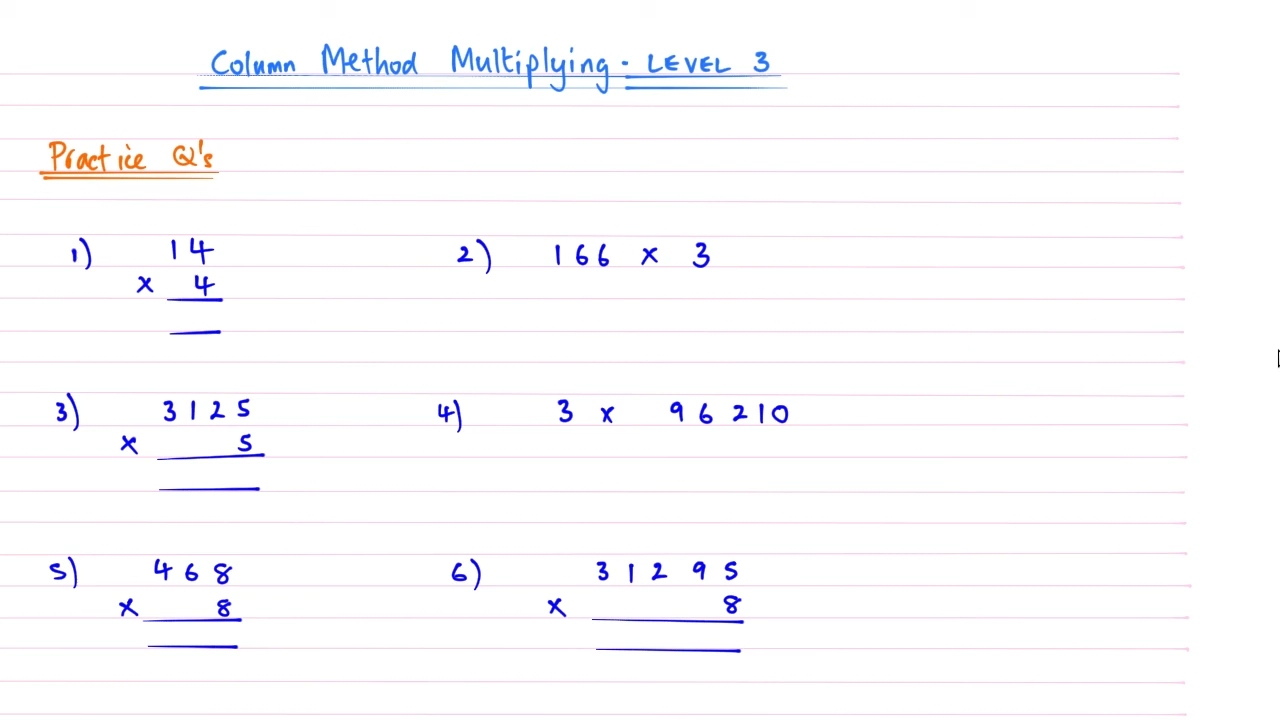 Column Method Multiplying. LEVEL 3
Practice Q's
1) 14
x 4
2) 166 x 3
3) 3125
x 5
4) 3 x 96210
5) 468
x 8
6) 31295
x 8